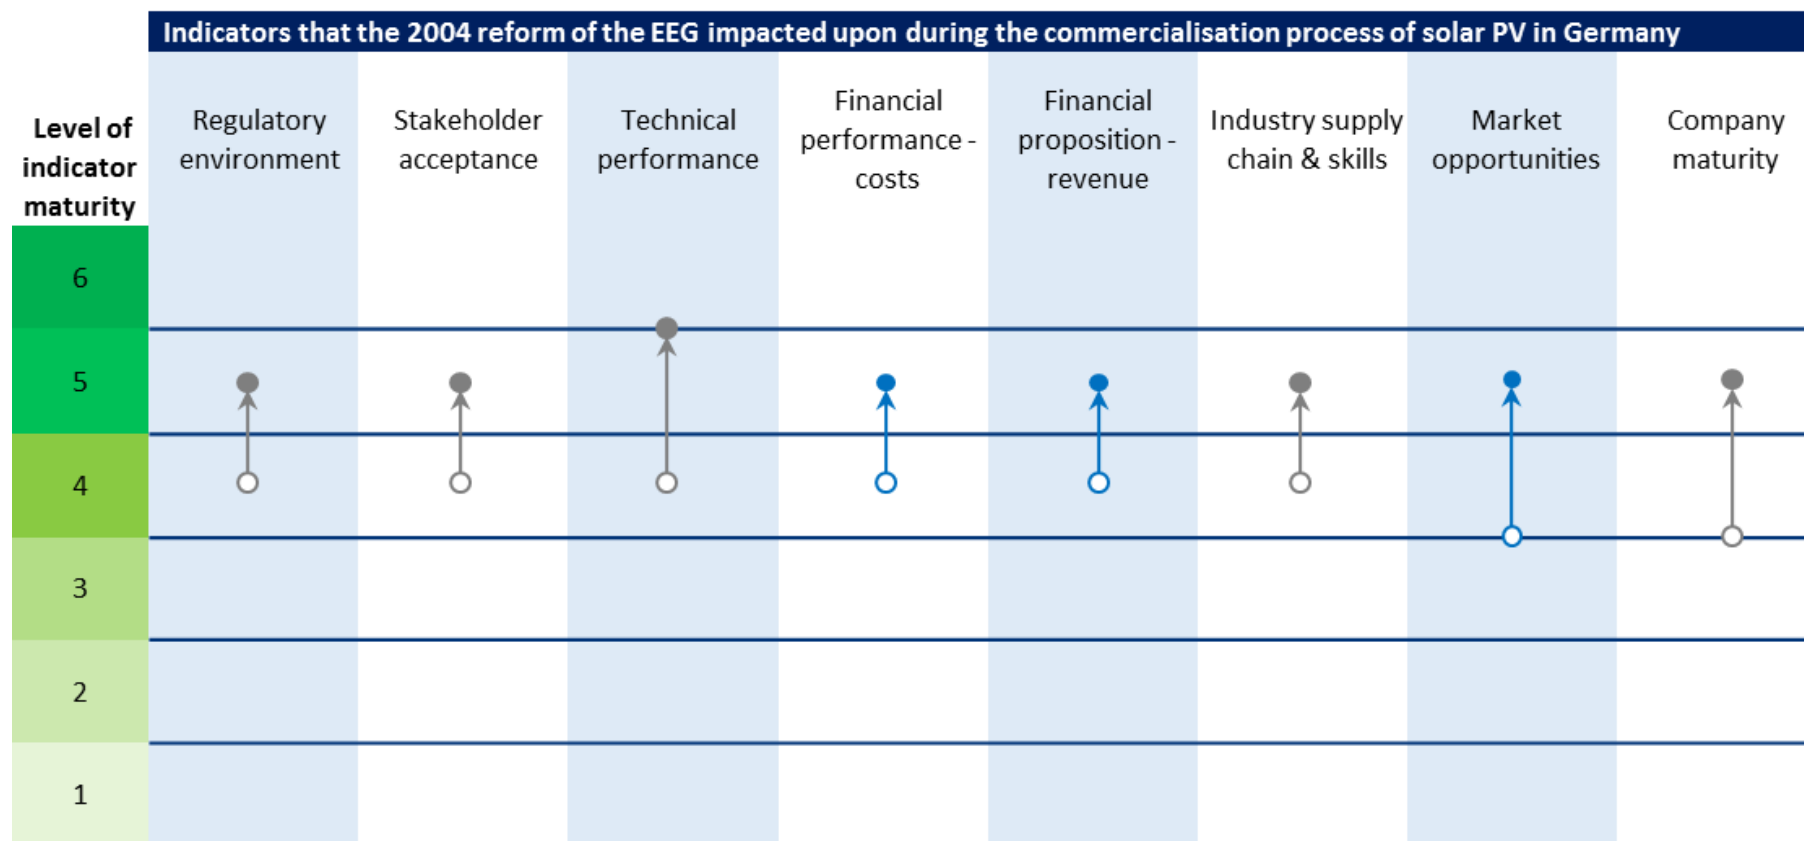 Indicators that the 2004 reform of the EEG impacted upon during the commercialisation process of solar PV in Germany
Level of
indicator
maturity
Regulatory
environment
Stakeholder
acceptance
Technical
performance
Financial
performance -
costs
Financial
proposition -
revenue
Industry supply
chain & skills
Market
opportunities
Company
maturity
6
5
4
3
2
1